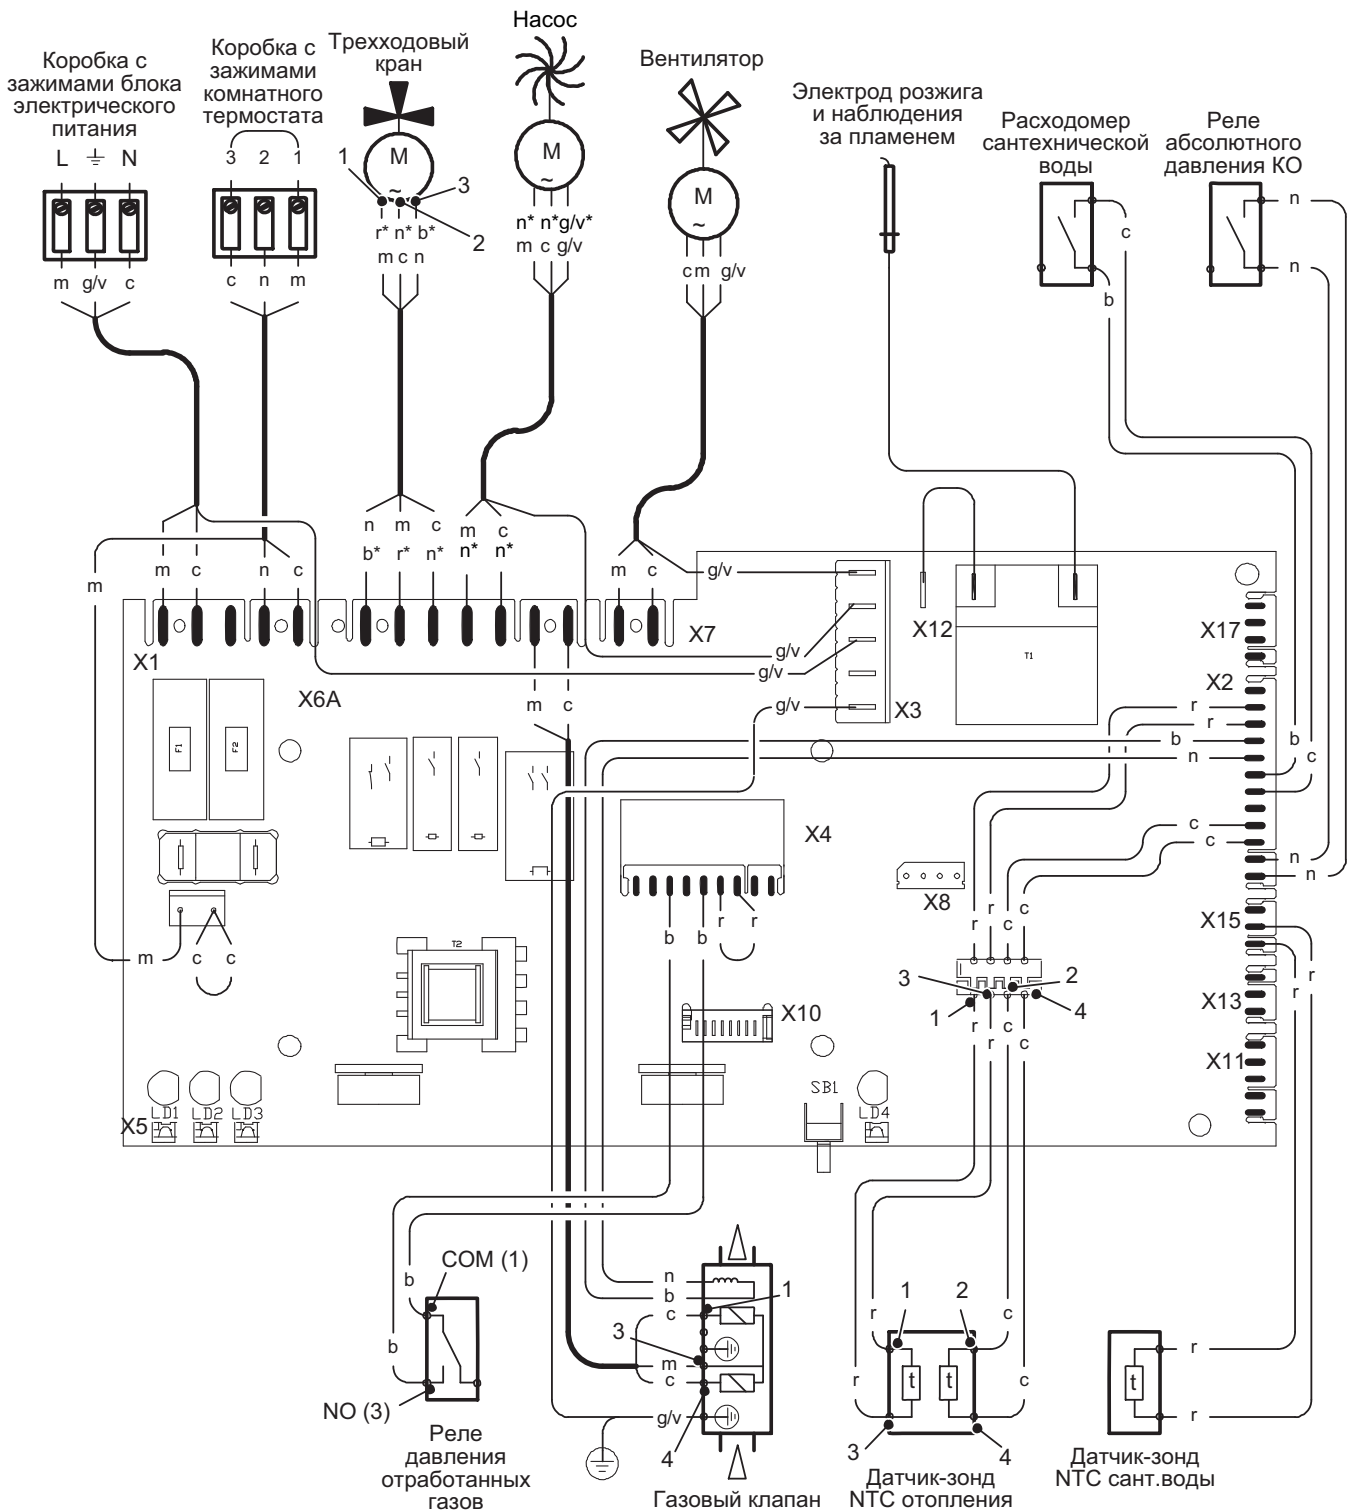 Насос
Коробка с
зажимами блока
электрического
питания
L N
Коробка с
зажимами
комнатного
термостата
3 2 1
Трехходовый
кран
Вентилятор
Электрод розжига
и наблюдения
за пламенем
Расходомер
сантехнической
воды
Реле
абсолютного
давления КО
1
M
~
3
2
r* n* b*
m c n
M
~
n* n* g/v*
m c g/v
M
~
c m g/v
m g/v c
c n m
c
b
n
n
n m c
b* r* n*
m c
n* n*
m
m c
n c
m c
g/v
g/v
g/v
g/v
X1
X6A
X7
X3
X12
T1
X17
X2
r
r
b
n
b
c
c
c
n
n
m c
F1
F2
X4
X8
X15
r
r
b b r r
r r c c
m c c
T2
3 2
1 4
r r c c
X10
X13
X11
X5
LD1 LD2 LD3
SB1
LD4
COM (1)
b
b
NO (3)
Реле
давления
отработанных
газов
n
b
c
1
3
m
c
g/v
4
Газовый клапан
1 2
r c
t t
r c
3 4
Датчик-зонд
NTC отопления
r
t
r
Датчик-зонд
NTC сант.воды